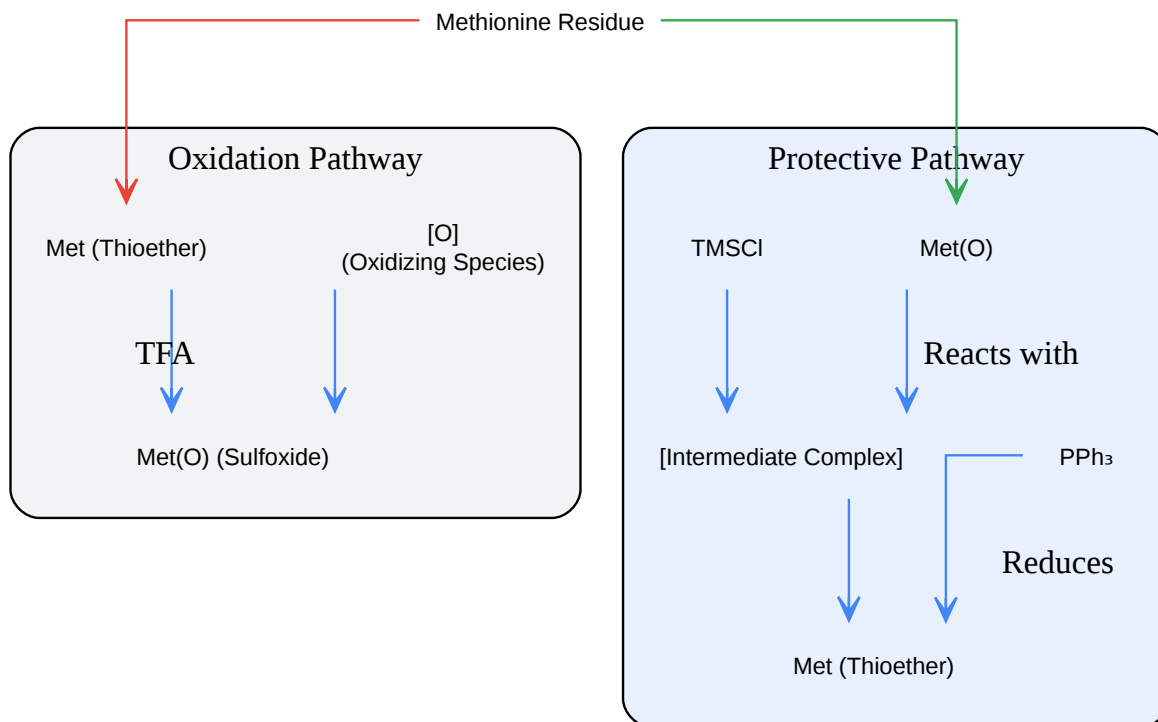 Methionine Residue
Oxidation Pathway
Met (Thioether)
[O]
(Oxidizing Species)
TFA
Met(O) (Sulfoxide)
Protective Pathway
TMSCl
Met(O)
Reacts with
[Intermediate Complex]
PPh₃
Reduces
Met (Thioether)